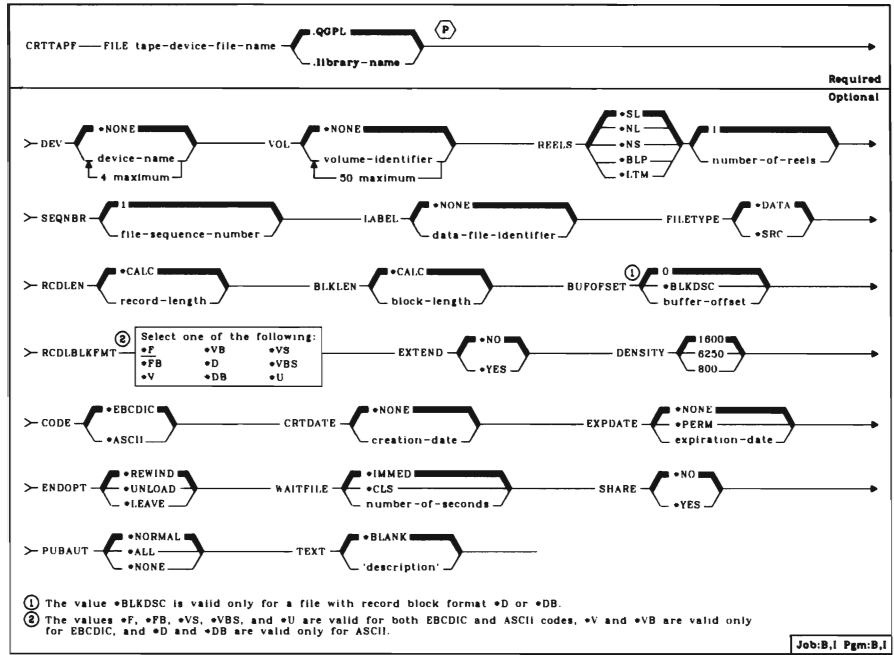 .QGPL
P
CRTTAPF FILE tape-device-file-name
.library-name
Required
Optional
*NONE *NONE *SL
*NL 1
DEV VOL REELS *NS
device-name volume-identifier *BLP number-of-reels
4 maximum 50 maximum *LTM
1 *NONE *DATA
SEQNBR LABEL FILETYPE
file-sequence-number data-file-identifier *SRC
*CALC *CALC 1 0
RCDLEN BLKLEN BUFOFSET *BLKDSC
record-length block-length buffer-offset
2 Select one of the following:
*F *VB *VS *NO 1600
RCDBLKFMT *FB *D *VBS EXTEND DENSITY 6250
*V *DB *U *YES 800
*EBCDIC *NONE *NONE
CODE CRTDATE EXPDATE *PERM
*ASCII creation-date expiration-date
*REWIND *IMMED *NO
ENDOPT *UNLOAD WAITFILE *CLS SHARE
*LEAVE number-of-seconds *YES
*NORMAL *BLANK
PUBAUT *ALL TEXT
*NONE 'description'
1 The value *BLKDSC is valid only for a file with record block format *D or *DB.
2 The values *F, *FB, *VS, *VBS, and *U are valid for both EBCDIC and ASCII codes, *V and *VB are valid only
for EBCDIC, and *D and *DB are valid only for ASCII.
Job:B,I Pgm:B,I